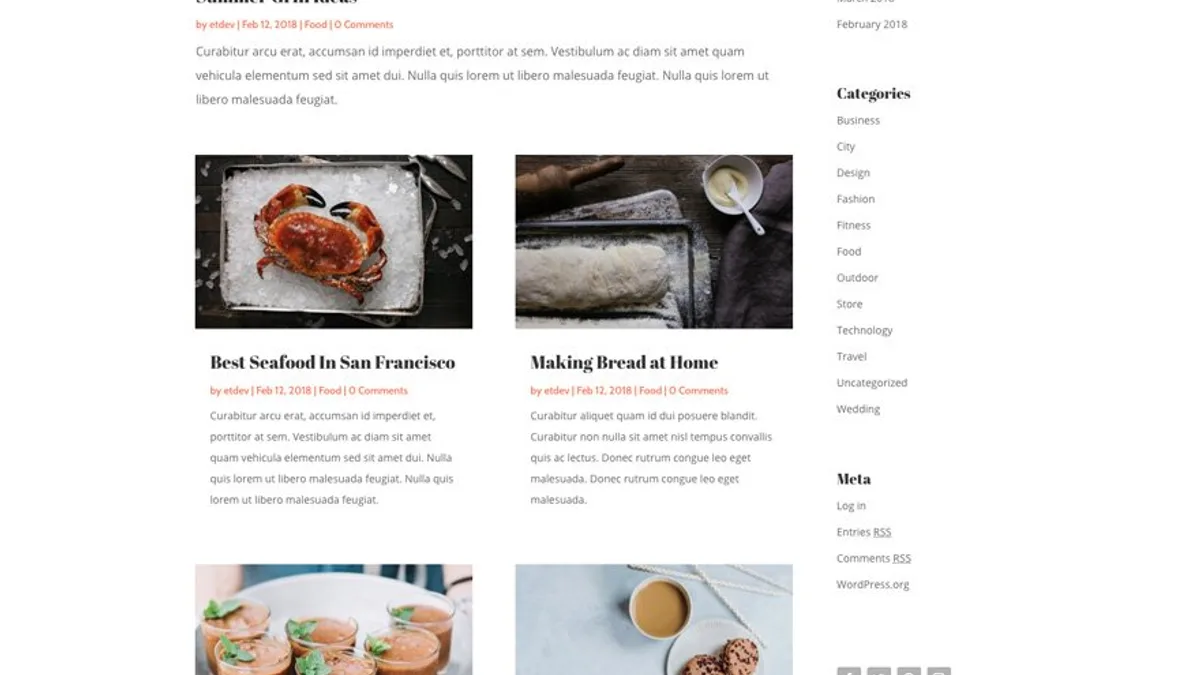 Summer Grill Ideas
by etdev | Feb 12, 2018 | Food | 0 Comments
Curabitur arcu erat, accumsan id imperdiet et, porttitor at sem. Vestibulum ac diam sit amet quam
vehicula elementum sed sit amet dui. Nulla quis lorem ut libero malesuada feugiat. Nulla quis lorem ut
libero malesuada feugiat.
Best Seafood In San Francisco
by etdev | Feb 12, 2018 | Food | 0 Comments
Curabitur arcu erat, accumsan id imperdiet et,
porttitor at sem. Vestibulum ac diam sit amet
quam vehicula elementum sed sit amet dui. Nulla
quis lorem ut libero malesuada feugiat. Nulla quis
lorem ut libero malesuada feugiat.
Making Bread at Home
by etdev | Feb 12, 2018 | Food | 0 Comments
Curabitur aliquet quam id dui posuere blandit.
Curabitur non nulla sit amet nisl tempus convallis
quis ac lectus. Donec rutrum congue leo eget
malesuada. Donec rutrum congue leo eget
malesuada.
March 2018
February 2018
Categories
Business
City
Design
Fashion
Fitness
Food
Outdoor
Store
Technology
Travel
Uncategorized
Wedding
Meta
Log in
Entries RSS
Comments RSS
WordPress.org